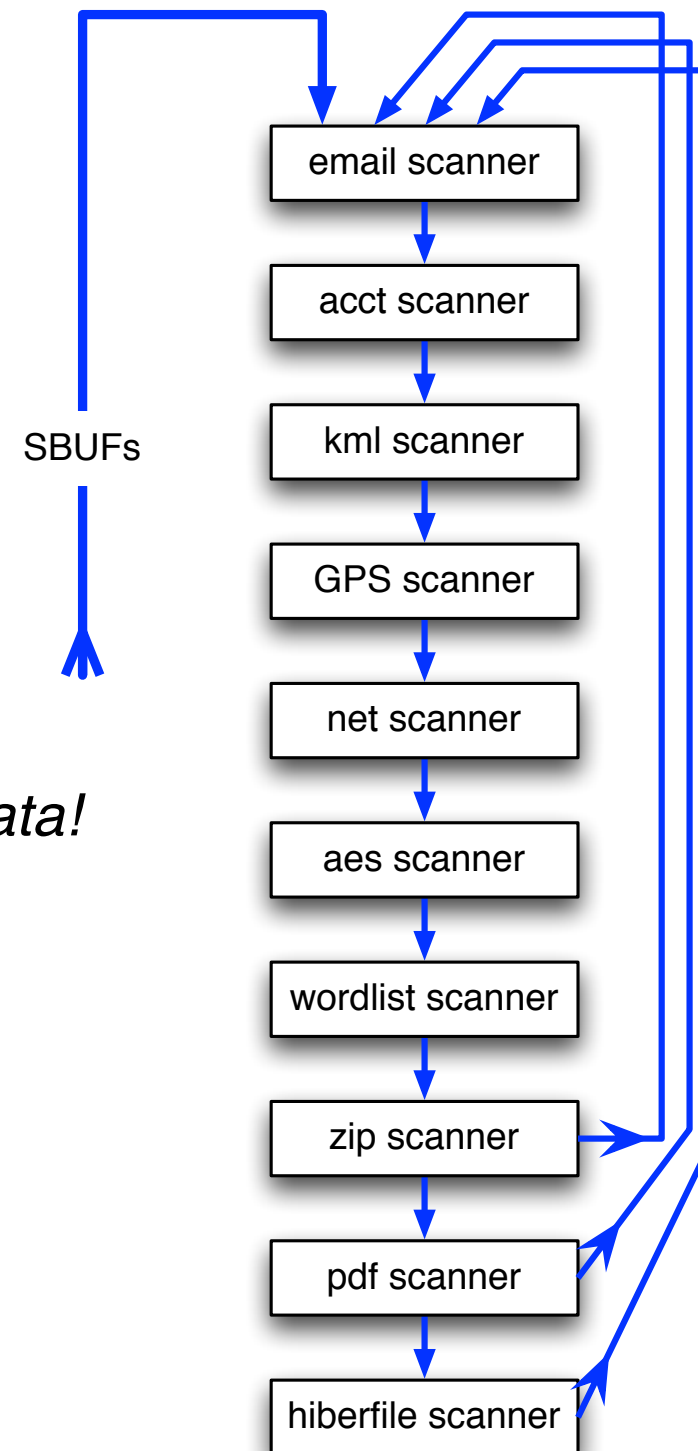 email scanner
acct scanner
SBUFs
kml scanner
GPS scanner
net scanner
ata!
aes scanner
wordlist scanner
zip scanner
pdf scanner
hiberfile scanner